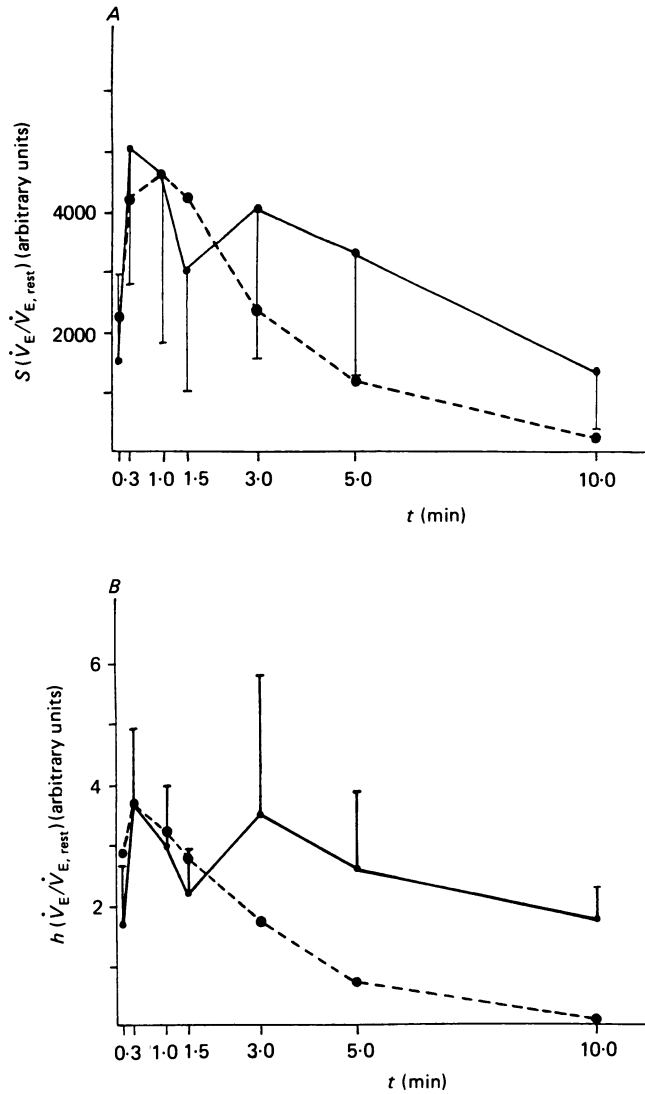 A
S (V̇E/V̇E, rest) (arbitrary units)
4000
2000
0·3 1·0 1·5 3·0 5·0 10·0
t (min)
B
h (V̇E/V̇E, rest) (arbitrary units)
6
4
2
0·3 1·0 1·5 3·0 5·0 10·0
t (min)